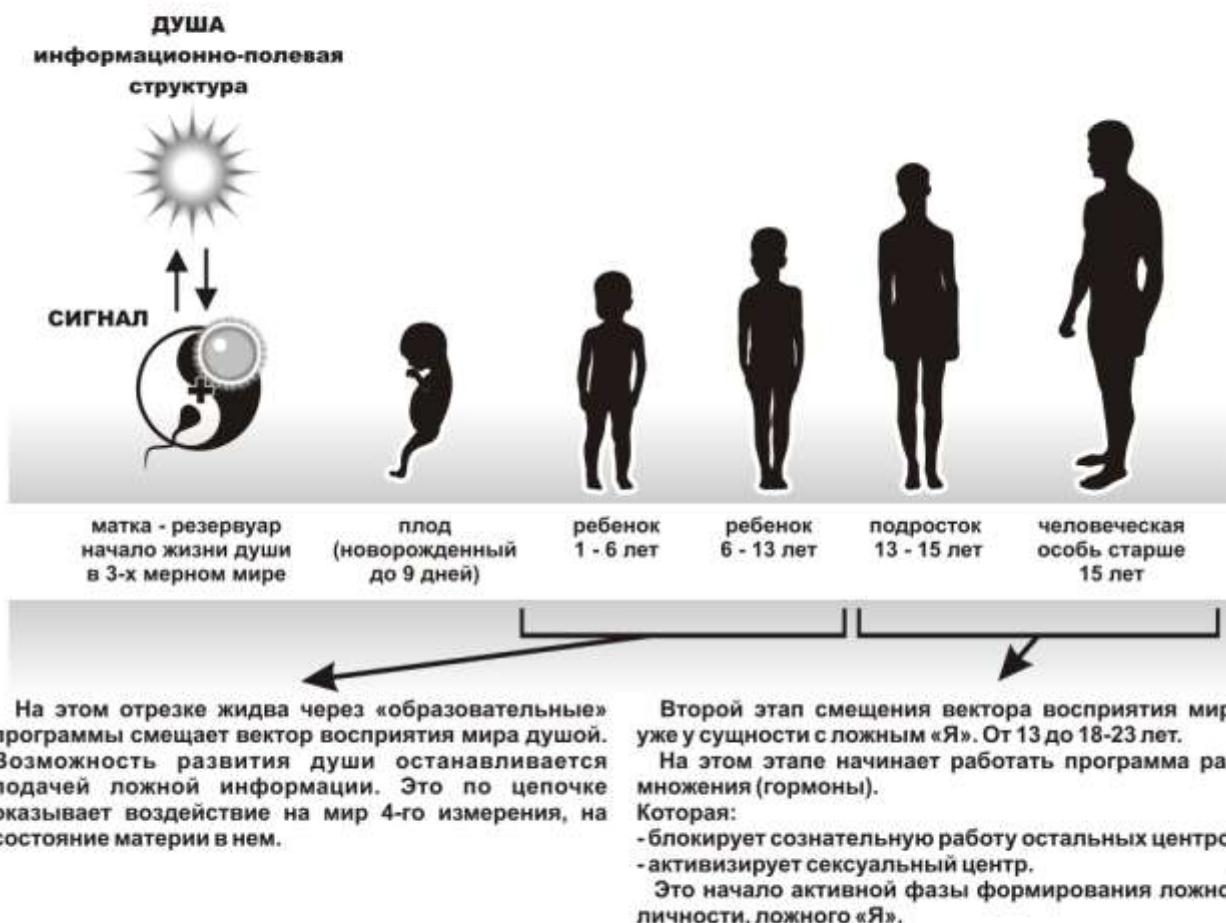 ДУША
информационно-полевая
структура
СИГНАЛ
матка - резервуар
начало жизни души
в 3-х мерном мире
плод
(новорожденный
до 9 дней)
ребенок
1 - 6 лет
ребенок
6 - 13 лет
подросток
13 - 15 лет
человеческая
особь старше
15 лет
На этом отрезке жидва через «образовательные»
программы смещает вектор восприятия мира душой.
Возможность развития души останавливается
подачей ложной информации. Это по цепочке
оказывает воздействие на мир 4-го измерения, на
состояние материи в нем.
Второй этап смещения вектора восприятия мир
уже у сущности с ложным «Я». От 13 до 18-23 лет.
На этом этапе начинает работать программа раз
множения (гормоны).
Которая:
- блокирует сознательную работу остальных центро
- активизирует сексуальный центр.
Это начало активной фазы формирования ложно
личности, ложного «Я».